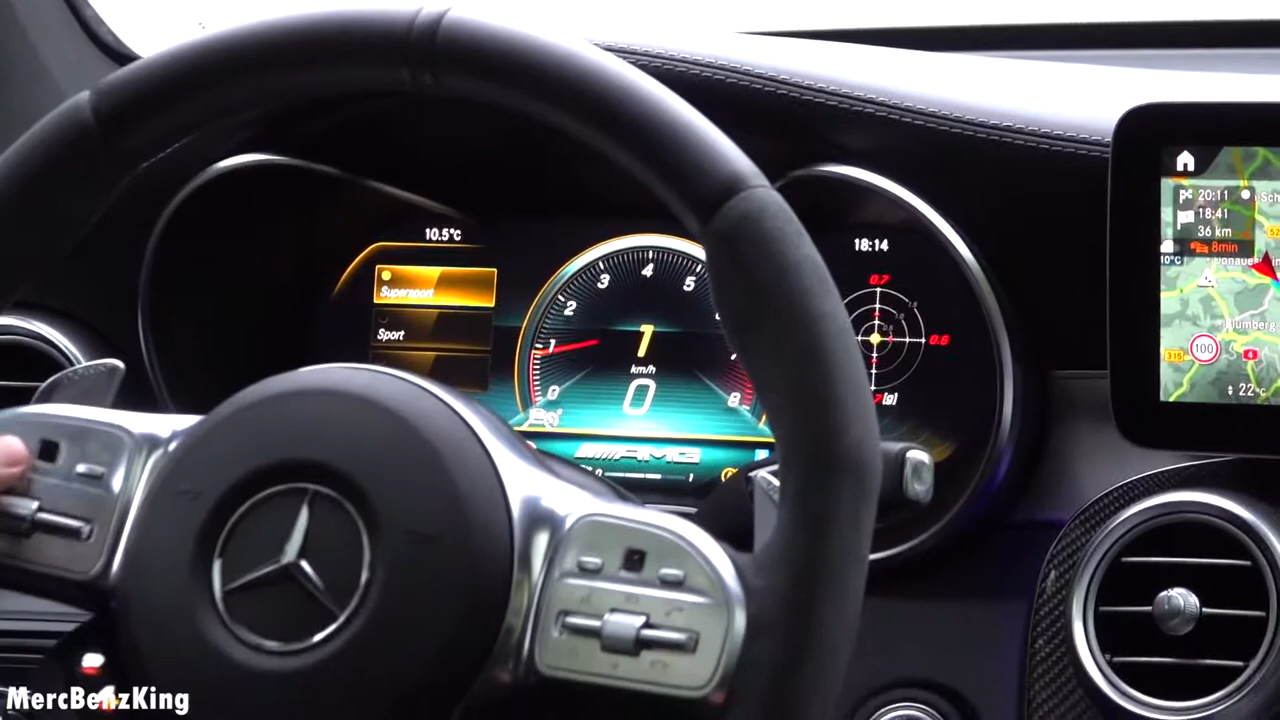 10.5°C
Supersport
Sport
0
1
2
3
4
5
8
1
km/h
0
AMG
18:14
0.7
0.6
[g]
20:11
18:41
36 km
8min
10°C
100
315
4
22°C
MercBenzKing